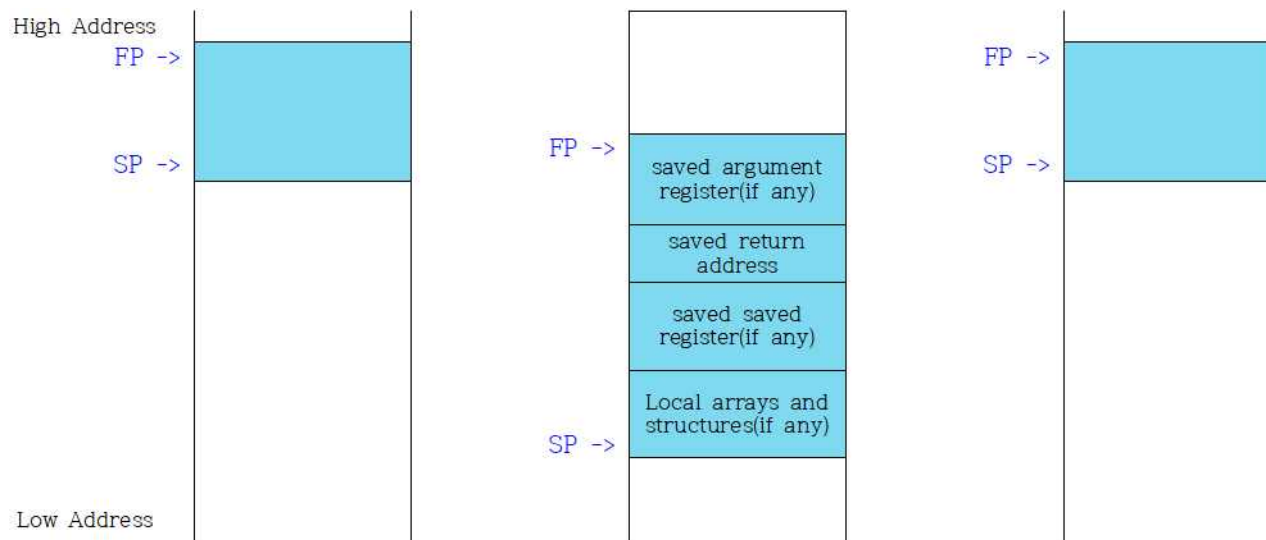 High Address
FP ->
SP ->
Low Address
FP ->
saved argument
register(if any)
saved return
address
saved saved
register(if any)
Local arrays and
structures(if any)
SP ->
FP ->
SP ->